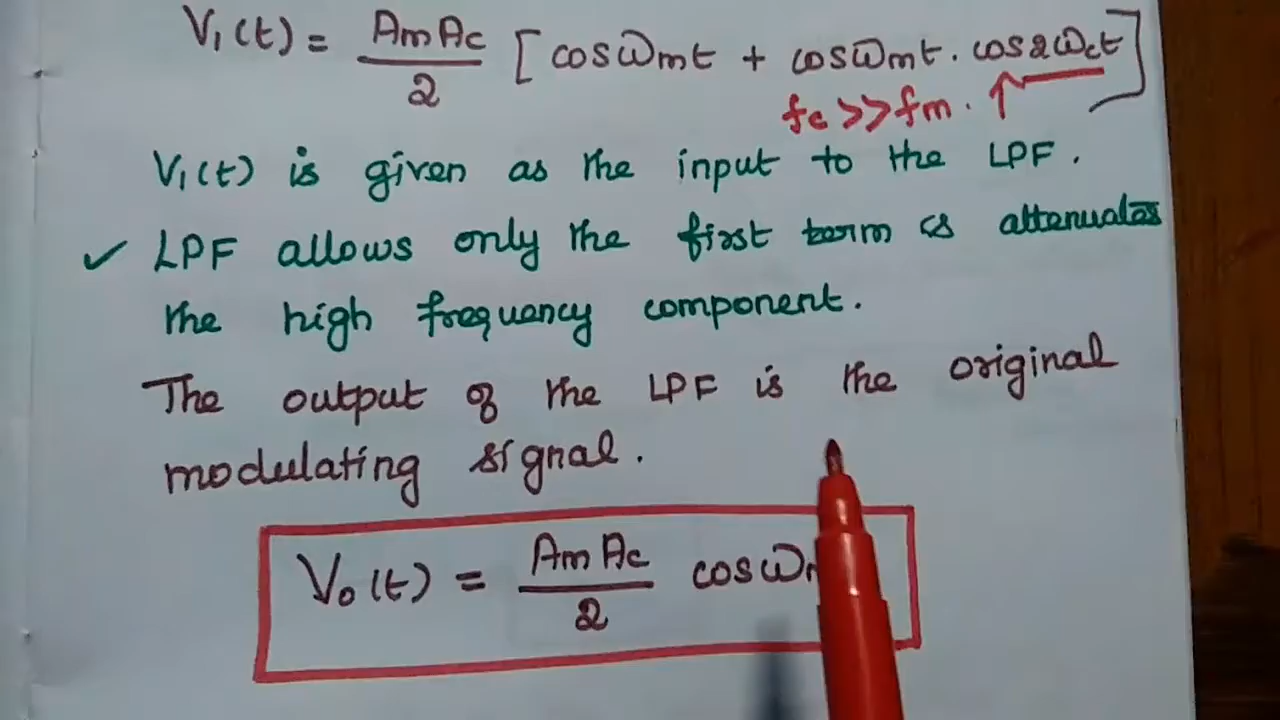 V₁(t) = AmAc/2 [cosωmt + cosωmt. cos2ωct]
fc >> fm.
V₁(t) is given as the input to the LPF.
✓ LPF allows only the first term & attenuates
the high frequency component.
The output of the LPF is the original
modulating signal.
V₀(t) = AmAc/2 cosω